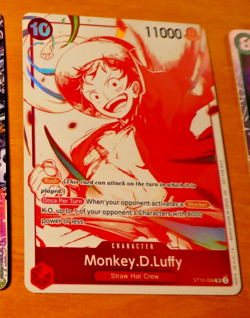 10
11000
Rush (This card can attack on the turn in which it is
played.)
Once Per Turn When your opponent activates a Blocker
K.O. up to 1 of your opponent's Characters with 8000
power or less.
CHARACTER
Monkey.D.Luffy
Straw Hat Crew